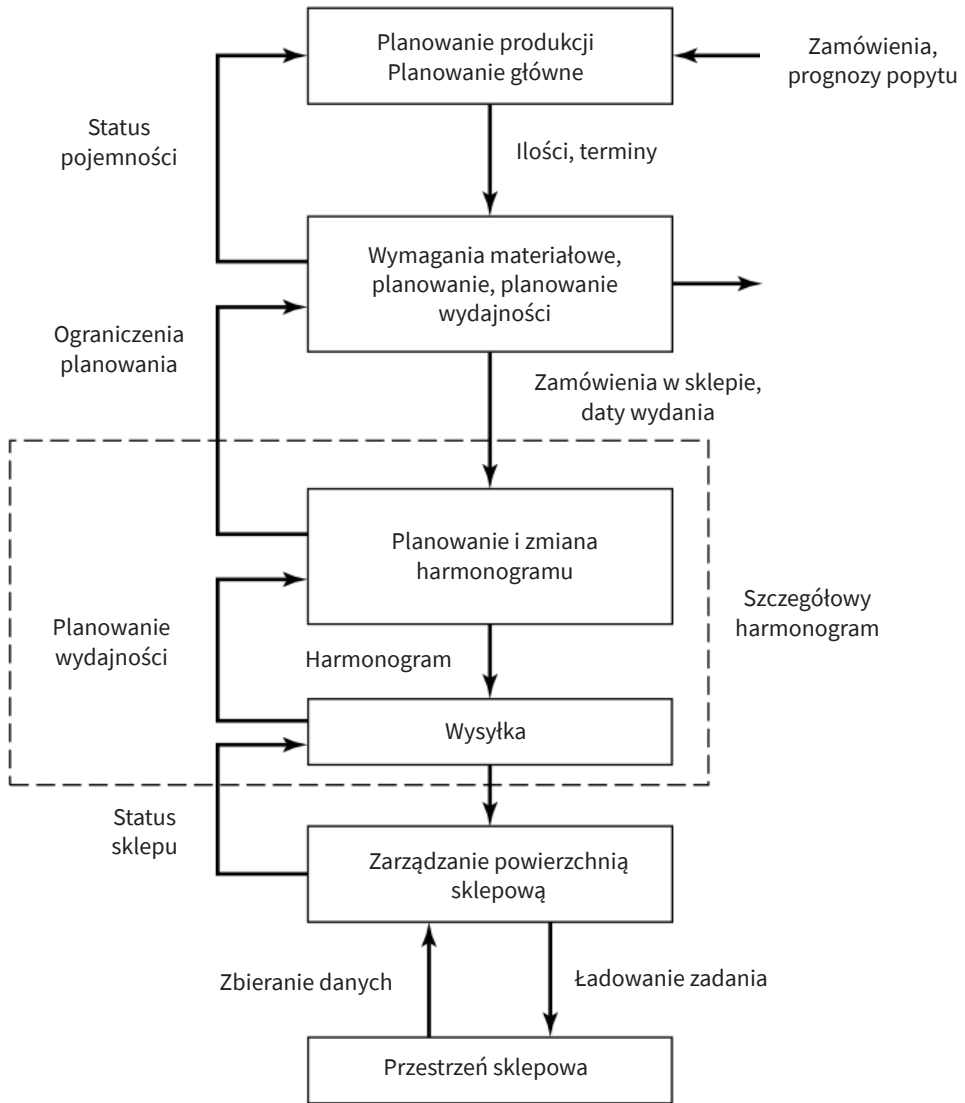 Planowanie produkcji
Planowanie główne
Zamówienia,
prognozy popytu
Status
pojemności
Ilości, terminy
Wymagania materiałowe,
planowanie, planowanie
wydajności
Ograniczenia
planowania
Zamówienia w sklepie,
daty wydania
Planowanie i zmiana
harmonogramu
Szczegółowy
harmonogram
Planowanie
wydajności
Harmonogram
Wysyłka
Status
sklepu
Zarządzanie powierzchnią
sklepową
Zbieranie danych
Ładowanie zadania
Przestrzeń sklepowa